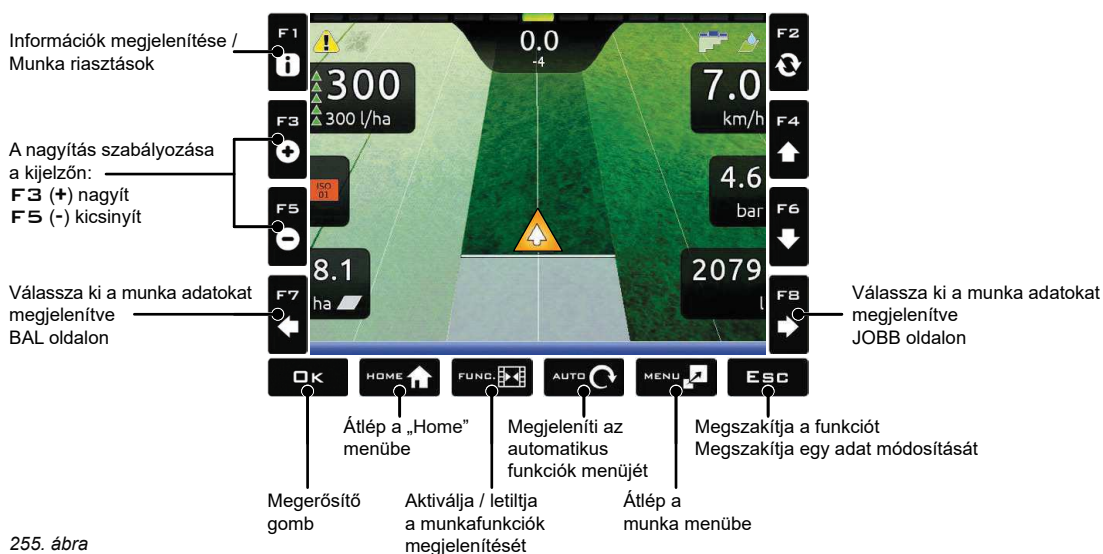 Információk megjelenítése /
Munka riasztások
A nagyítás szabályozása
a kijelzőn:
F3 (+) nagyít
F5 (-) kicsinyít
Válassza ki a munka adatokat
megjelenítve
BAL oldalon
F1
F3
F5
F7
0.0
-4
300
300 l/ha
ISO
01
8.1
ha
7.0
km/h
4.6
bar
2079
l
F2
F4
F6
F8
Válassza ki a munka adatokat
megjelenítve
JOBB oldalon
OK
HOME
FUNC.
AUTO
MENU
ESC
Átlép a „Home”
menübe
Megjeleníti az
automatikus
funkciók menüjét
Megszakítja a funkciót
Megszakítja egy adat módosítását
Megerősítő
gomb
Aktiválja / letiltja
a munkafunkciók
megjelenítését
Átlép a
munka menübe
255. ábra